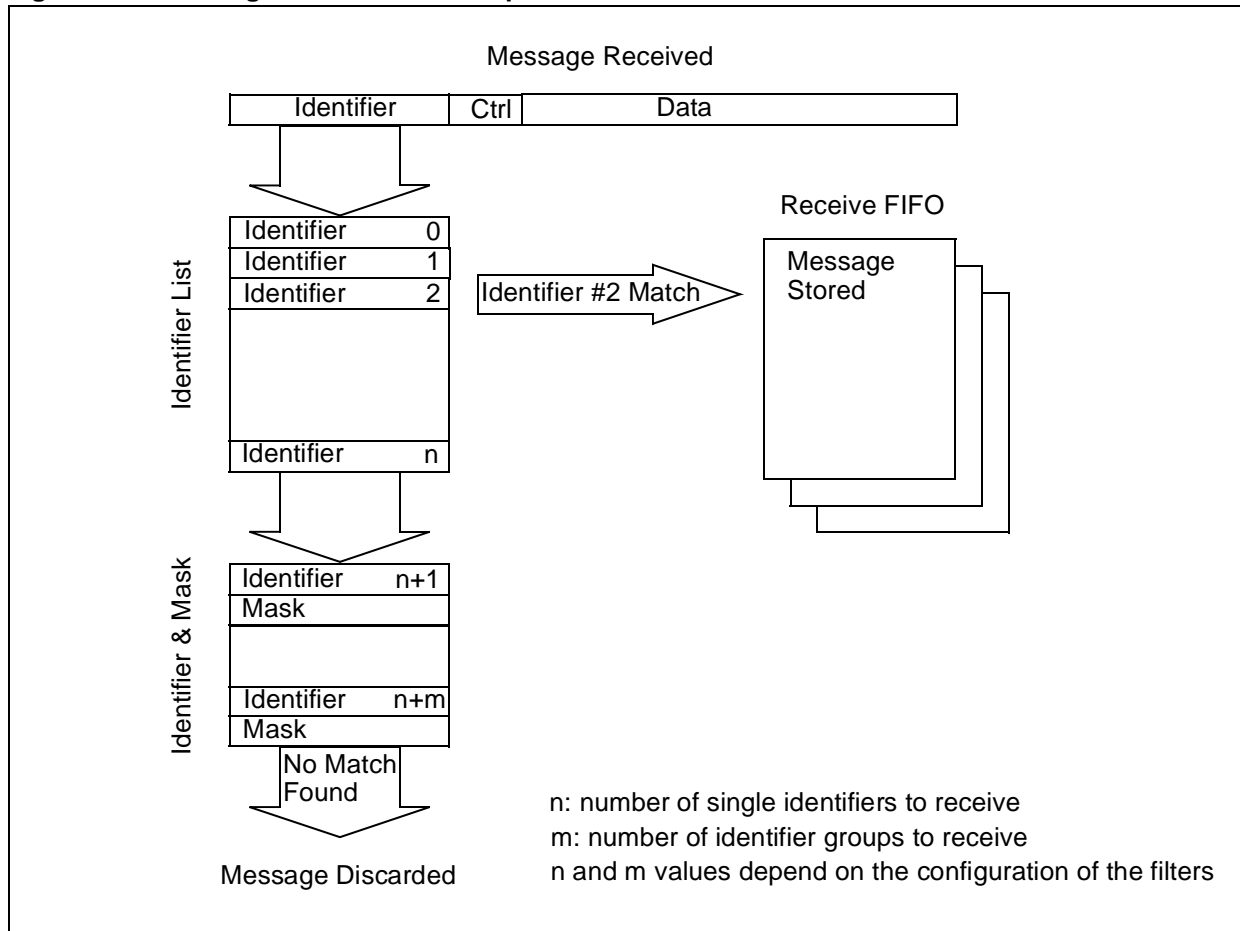 Message Received
Identifier Ctrl Data
Receive FIFO
Identifier List
Identifier 0
Identifier 1
Identifier 2
Identifier n
Identifier #2 Match
Message
Stored
Identifier & Mask
Identifier n+1
Mask
Identifier n+m
Mask
No Match
Found
Message Discarded
n: number of single identifiers to receive
m: number of identifier groups to receive
n and m values depend on the configuration of the filters